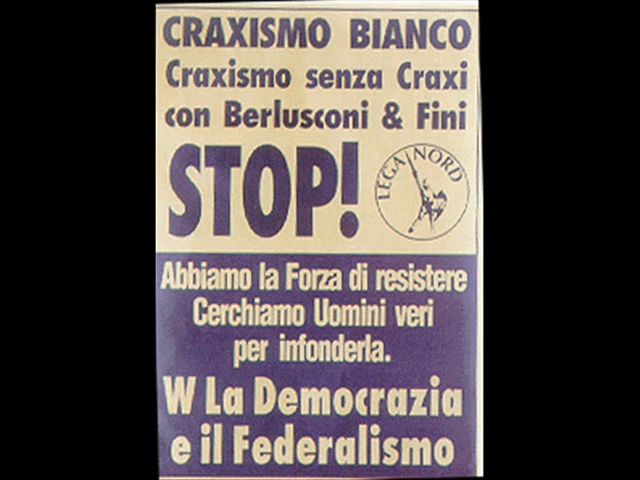 CRAXISMO BIANCO
Craxismo senza Craxi
con Berlusconi & Fini
STOP!
LEGA NORD
Abbiamo la Forza di resistere
Cerchiamo Uomini veri
per infonderla.
W La Democrazia
e il Federalismo